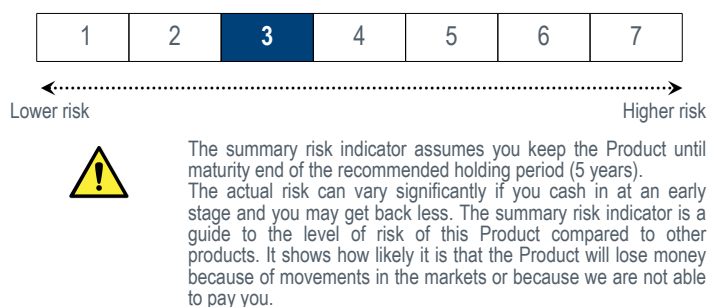 1 2 3 4 5 6 7
Lower risk Higher risk
The summary risk indicator assumes you keep the Product until
maturity end of the recommended holding period (5 years).
The actual risk can vary significantly if you cash in at an early
stage and you may get back less. The summary risk indicator is a
guide to the level of risk of this Product compared to other
products. It shows how likely it is that the Product will lose money
because of movements in the markets or because we are not able
to pay you.